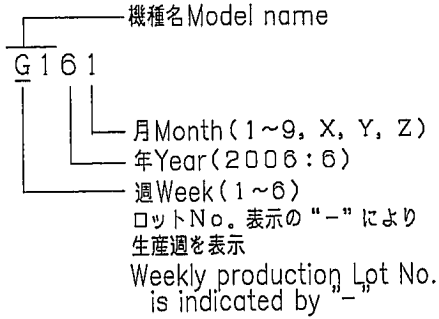 機種名Model name
G161
月Month(1~9, X, Y, Z)
年Year(2006:6)
週Week(1~6)
ロットNo。表示の"-"により
生産週を表示
Weekly production Lot No.
is indicated by "-"